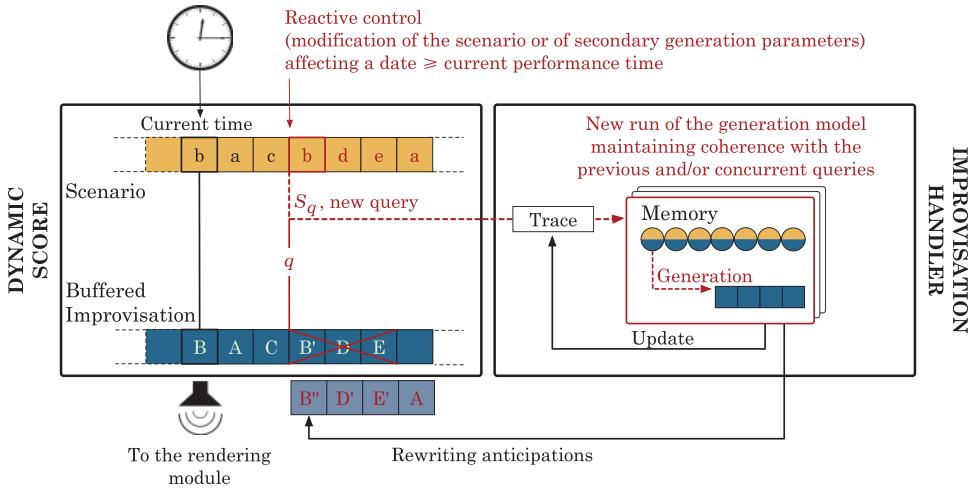 Reactive control
(modification of the scenario or of secondary generation parameters)
affecting a date ⩾ current performance time
DYNAMIC
SCORE
Current time
b a c b d e a
Scenario
S_q, new query
q
Buffered
Improvisation
B A C B' D E
B'' D' E' A
To the rendering
module
New run of the generation model
maintaining coherence with the
previous and/or concurrent queries
Trace
Memory
Generation
Update
Rewriting anticipations
IMPROVISATION
HANDLER